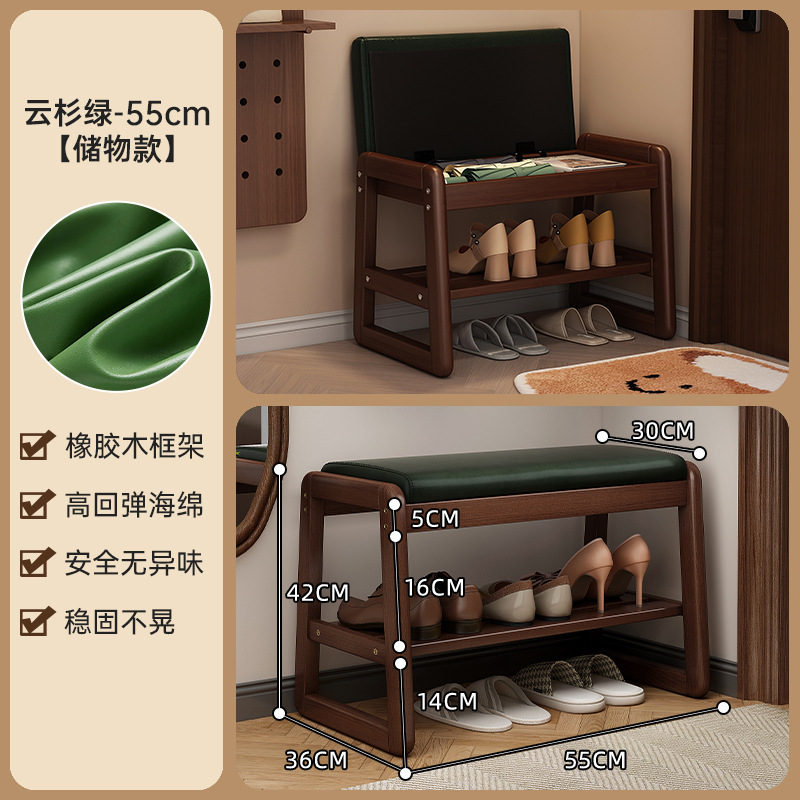 云杉绿-55cm
【储物款】
橡胶木框架
高回弹海绵
安全无异味
稳固不晃
30CM
5CM
42CM
16CM
14CM
36CM
55CM